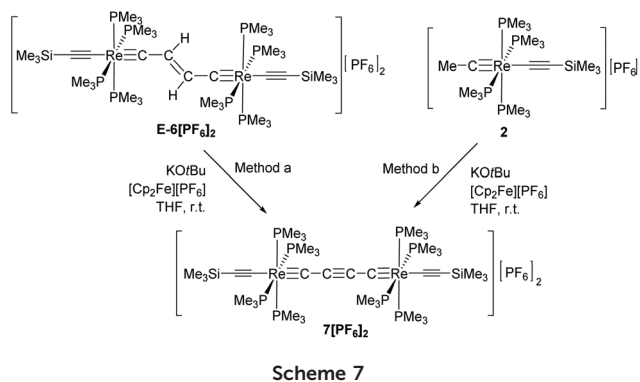 PMe3
PMe3
H
PMe3
PMe3
Me3Si Re C C C C Re SiMe3
H
Me3P
PMe3
Me3P
PMe3
[PF6]2
E-6[PF6]2
PMe3
PMe3
Me C Re SiMe3
Me3P
PMe3
[PF6]
2
Method a
KOtBu
[Cp2Fe][PF6]
THF, r.t.
Method b
KOtBu
[Cp2Fe][PF6]
THF, r.t.
PMe3
PMe3
PMe3
PMe3
Me3Si Re C C C C Re SiMe3
Me3P
PMe3
Me3P
PMe3
[PF6]2
7[PF6]2
Scheme 7